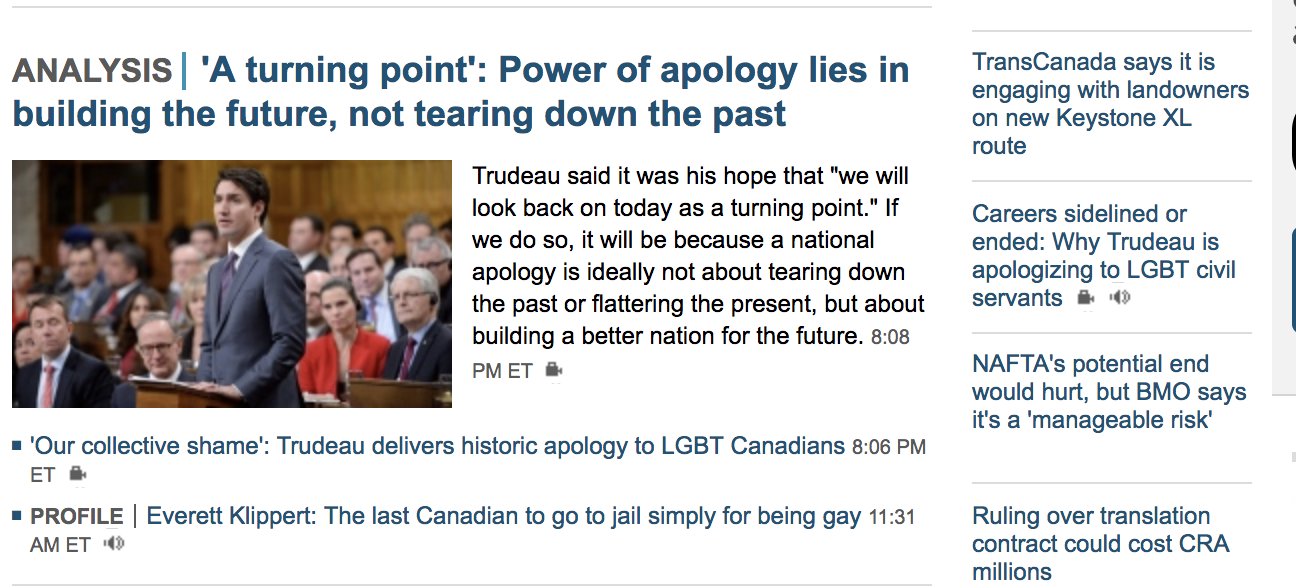 ANALYSIS | 'A turning point': Power of apology lies in
building the future, not tearing down the past
Trudeau said it was his hope that "we will
look back on today as a turning point." If
we do so, it will be because a national
apology is ideally not about tearing down
the past or flattering the present, but about
building a better nation for the future. 8:08
PM ET
'Our collective shame': Trudeau delivers historic apology to LGBT Canadians 8:06 PM
ET
PROFILE | Everett Klippert: The last Canadian to go to jail simply for being gay 11:31
AM ET
TransCanada says it is
engaging with landowners
on new Keystone XL
route
Careers sidelined or
ended: Why Trudeau is
apologizing to LGBT civil
servants
NAFTA's potential end
would hurt, but BMO says
it's a 'manageable risk'
Ruling over translation
contract could cost CRA
millions